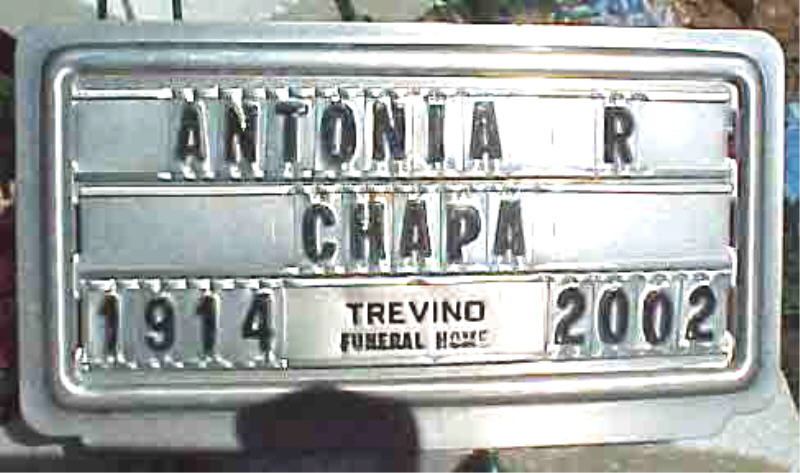 ANTONIA R
CHAPA
1914 TREVINO 2002
FUNERAL HOME